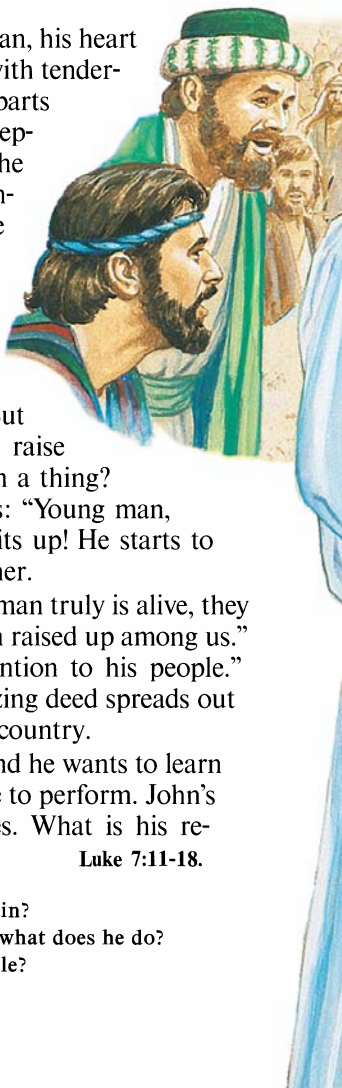 an, his heart
with tender-
parts
ep-
he
n-
e
ut
raise
a thing?
s: “Young man,
its up! He starts to
her.
man truly is alive, they
raised up among us.”
ntion to his people.”
zing deed spreads out
country.
nd he wants to learn
e to perform. John’s
es. What is his re-
Luke 7:11-18.
in?
what does he do?
le?